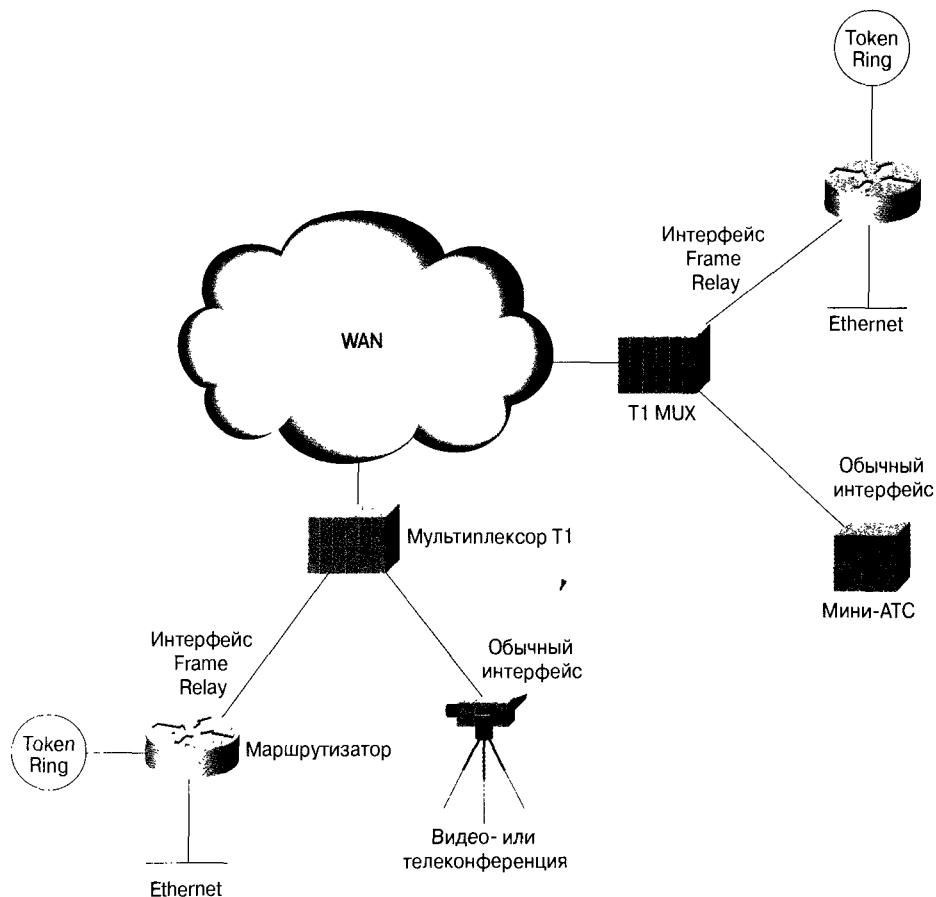 Token
Ring
Интерфейс
Frame
Relay
Ethernet
WAN
T1 MUX
Обычный
интерфейс
Мультиплексор T1
Мини-АТС
Интерфейс
Frame
Relay
Обычный
интерфейс
Token
Ring
Маршрутизатор
Видео- или
телеконференция
Ethernet